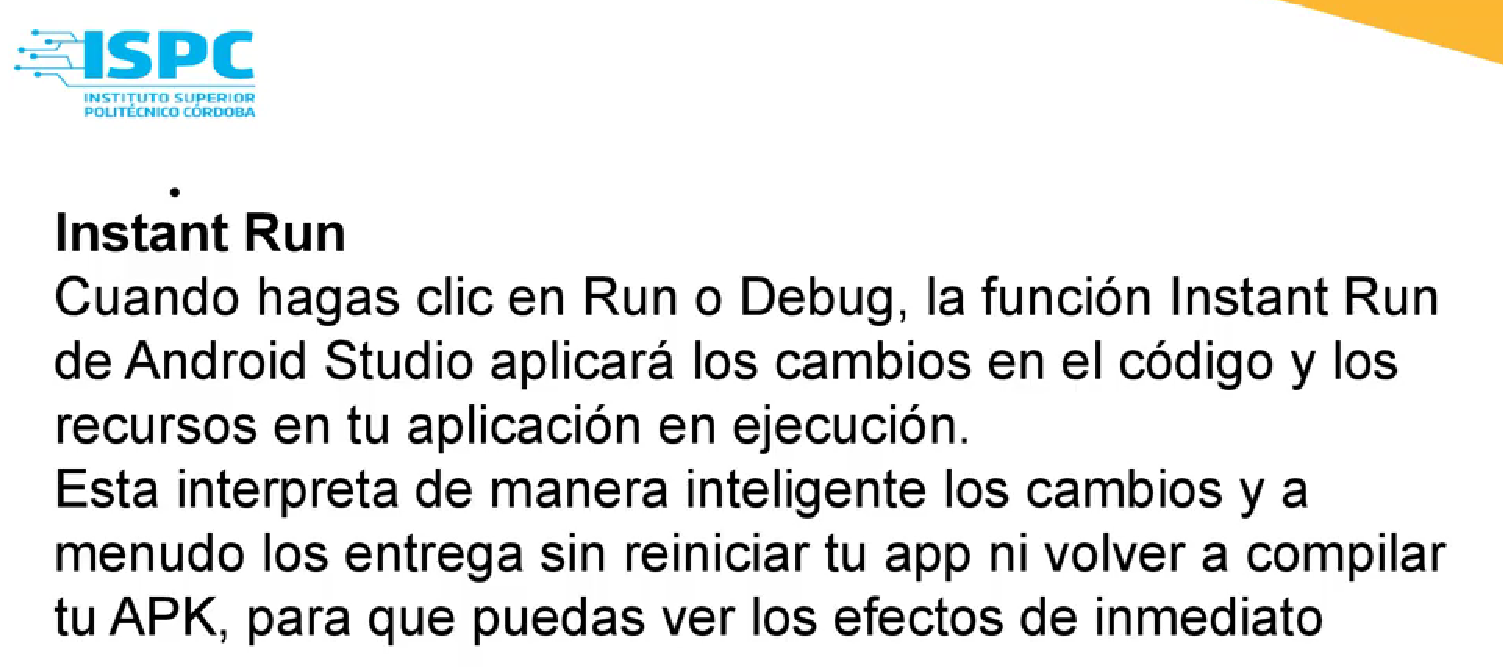 ISPC
INSTITUTO SUPERIOR
POLITÉCNICO CÓRDOBA
Instant Run
Cuando hagas clic en Run o Debug, la función Instant Run
de Android Studio aplicará los cambios en el código y los
recursos en tu aplicación en ejecución.
Esta interpreta de manera inteligente los cambios y a
menudo los entrega sin reiniciar tu app ni volver a compilar
tu APK, para que puedas ver los efectos de inmediato